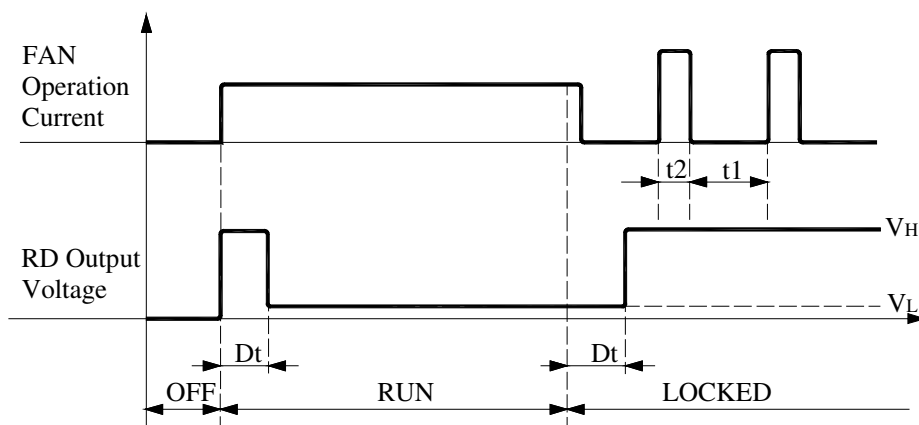 FAN
Operation
Current
t2
t1
VH
RD Output
Voltage
VL
Dt
Dt
OFF
RUN
LOCKED